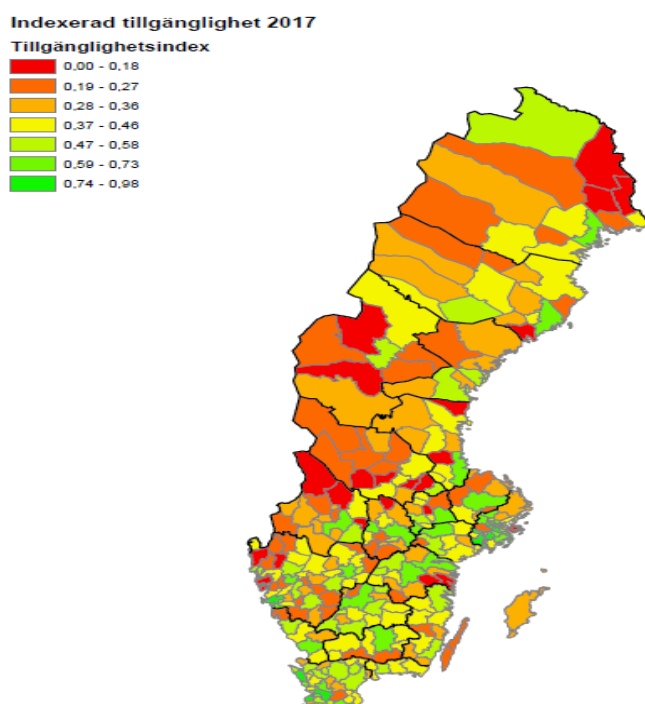 Indexerad tillgänglighet 2017
Tillgänglighetsindex
0,00 - 0,18
0,19 - 0,27
0,28 - 0,36
0,37 - 0,46
0,47 - 0,58
0,59 - 0,73
0,74 - 0,98